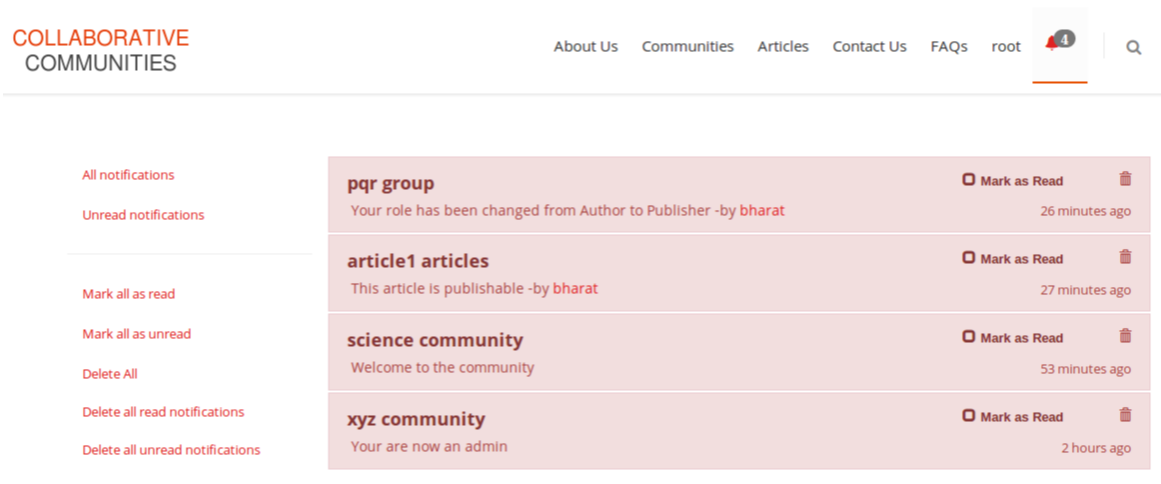 COLLABORATIVE
COMMUNITIES
About Us Communities Articles Contact Us FAQs root 4
All notifications
Unread notifications
Mark all as read
Mark all as unread
Delete All
Delete all read notifications
Delete all unread notifications
pqr group Mark as Read
Your role has been changed from Author to Publisher -by bharat 26 minutes ago
article1 articles Mark as Read
This article is publishable -by bharat 27 minutes ago
science community Mark as Read
Welcome to the community 53 minutes ago
xyz community Mark as Read
Your are now an admin 2 hours ago